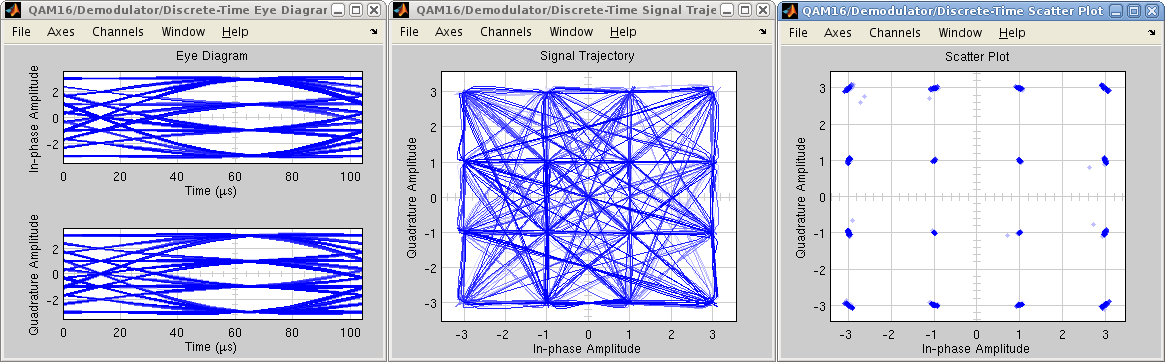 QAM16/Demodulator/Discrete-Time Eye Diagran
File Axes Channels Window Help
Eye Diagram
In-phase Amplitude
2
0
-2
0 20 40 60 80 100
Time (μs)
Quadrature Amplitude
2
0
-2
0 20 40 60 80 100
Time (μs)
QAM16/Demodulator/Discrete-Time Signal Traje
File Axes Channels Window Help
Signal Trajectory
Quadrature Amplitude
3
2
1
0
-1
-2
-3
-3 -2 -1 0 1 2 3
In-phase Amplitude
QAM16/Demodulator/Discrete-Time Scatter Plot
File Axes Channels Window Help
Scatter Plot
Quadrature Amplitude
3
2
1
0
-1
-2
-3
-3 -2 -1 0 1 2 3
In-phase Amplitude